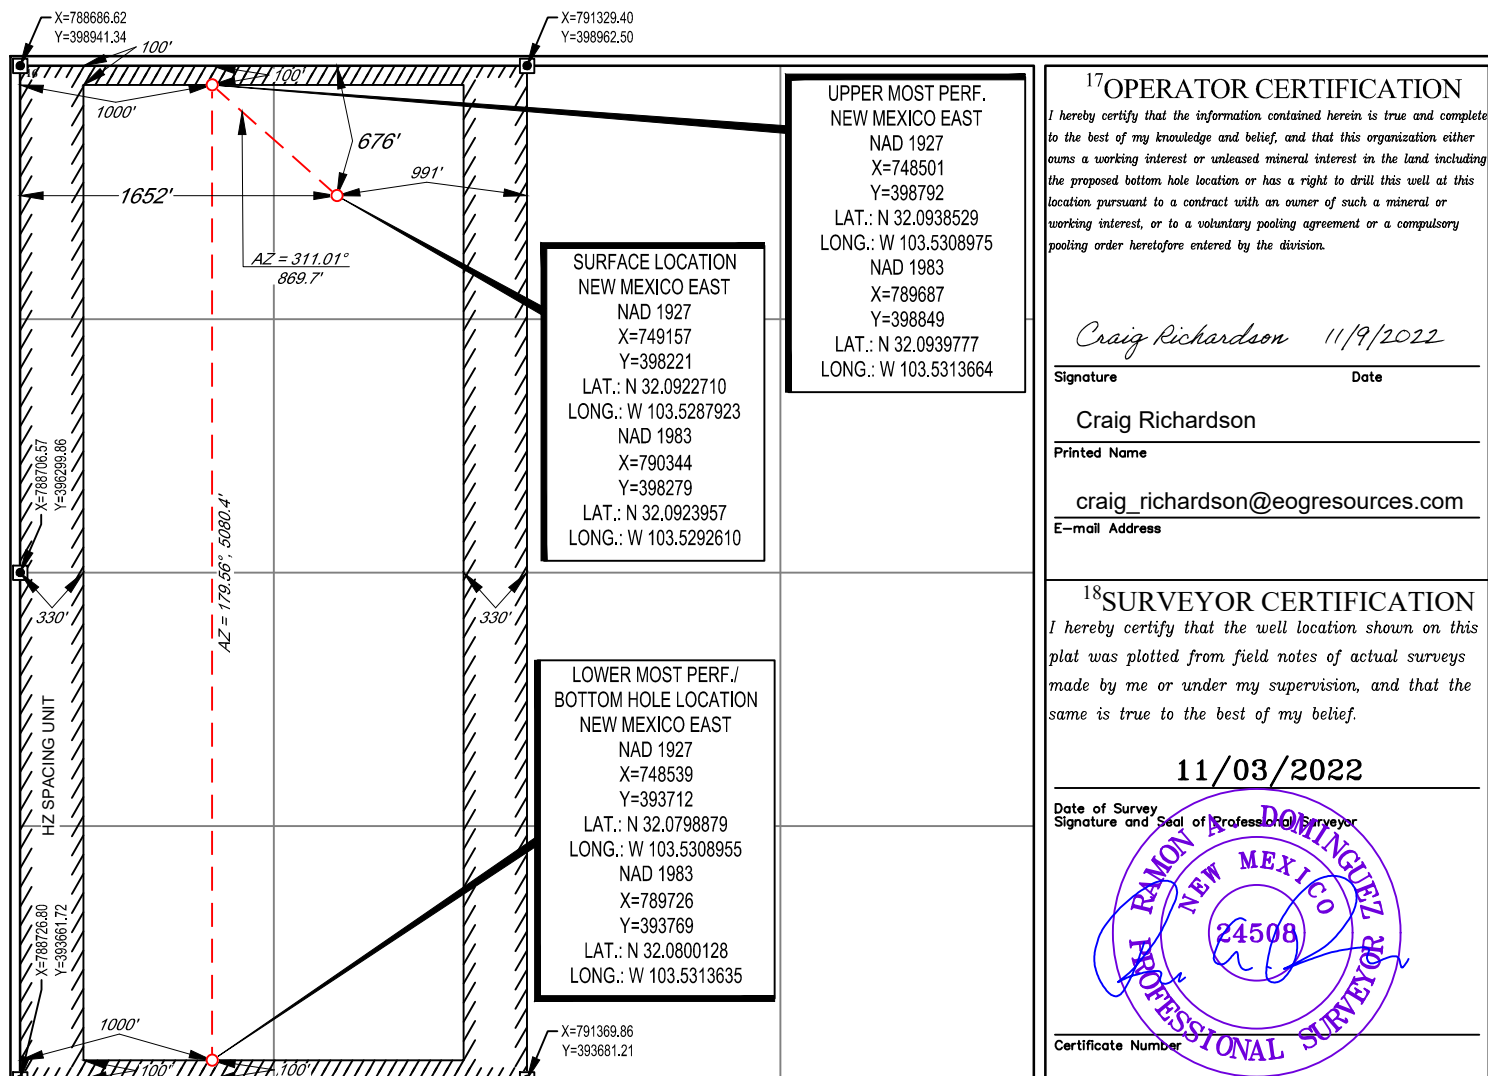 X=788686.62
Y=398941.34
100'
X=791329.40
Y=398962.50
100'
1000'
676'
991'
1652'
AZ = 311.01°
869.7'
UPPER MOST PERF.
NEW MEXICO EAST
NAD 1927
X=748501
Y=398792
LAT.: N 32.0938529
LONG.: W 103.5308975
NAD 1983
X=789687
Y=398849
LAT.: N 32.0939777
LONG.: W 103.5313664
SURFACE LOCATION
NEW MEXICO EAST
NAD 1927
X=749157
Y=398221
LAT.: N 32.0922710
LONG.: W 103.5287923
NAD 1983
X=790344
Y=398279
LAT.: N 32.0923957
LONG.: W 103.5292610
X=788706.57
Y=396299.86
AZ = 179.56°, 5080.4'
330'
330'
HZ SPACING UNIT
LOWER MOST PERF./
BOTTOM HOLE LOCATION
NEW MEXICO EAST
NAD 1927
X=748539
Y=393712
LAT.: N 32.0798879
LONG.: W 103.5308955
NAD 1983
X=789726
Y=393769
LAT.: N 32.0800128
LONG.: W 103.5313635
X=788726.80
Y=393661.72
1000'
100'
100'
X=791369.86
Y=393681.21
17OPERATOR CERTIFICATION
I hereby certify that the information contained herein is true and complete
to the best of my knowledge and belief, and that this organization either
owns a working interest or unleased mineral interest in the land including
the proposed bottom hole location or has a right to drill this well at this
location pursuant to a contract with an owner of such a mineral or
working interest, or to a voluntary pooling agreement or a compulsory
pooling order heretofore entered by the division.
Craig Richardson 11/9/2022
Signature Date
Craig Richardson
Printed Name
craig_richardson@eogresources.com
E-mail Address
18SURVEYOR CERTIFICATION
I hereby certify that the well location shown on this
plat was plotted from field notes of actual surveys
made by me or under my supervision, and that the
same is true to the best of my belief.
11/03/2022
Date of Survey
Signature and Seal of Professional Surveyor
RAMON A. DOMINGUEZ
NEW MEXICO
24508
PROFESSIONAL SURVEYOR
Certificate Number